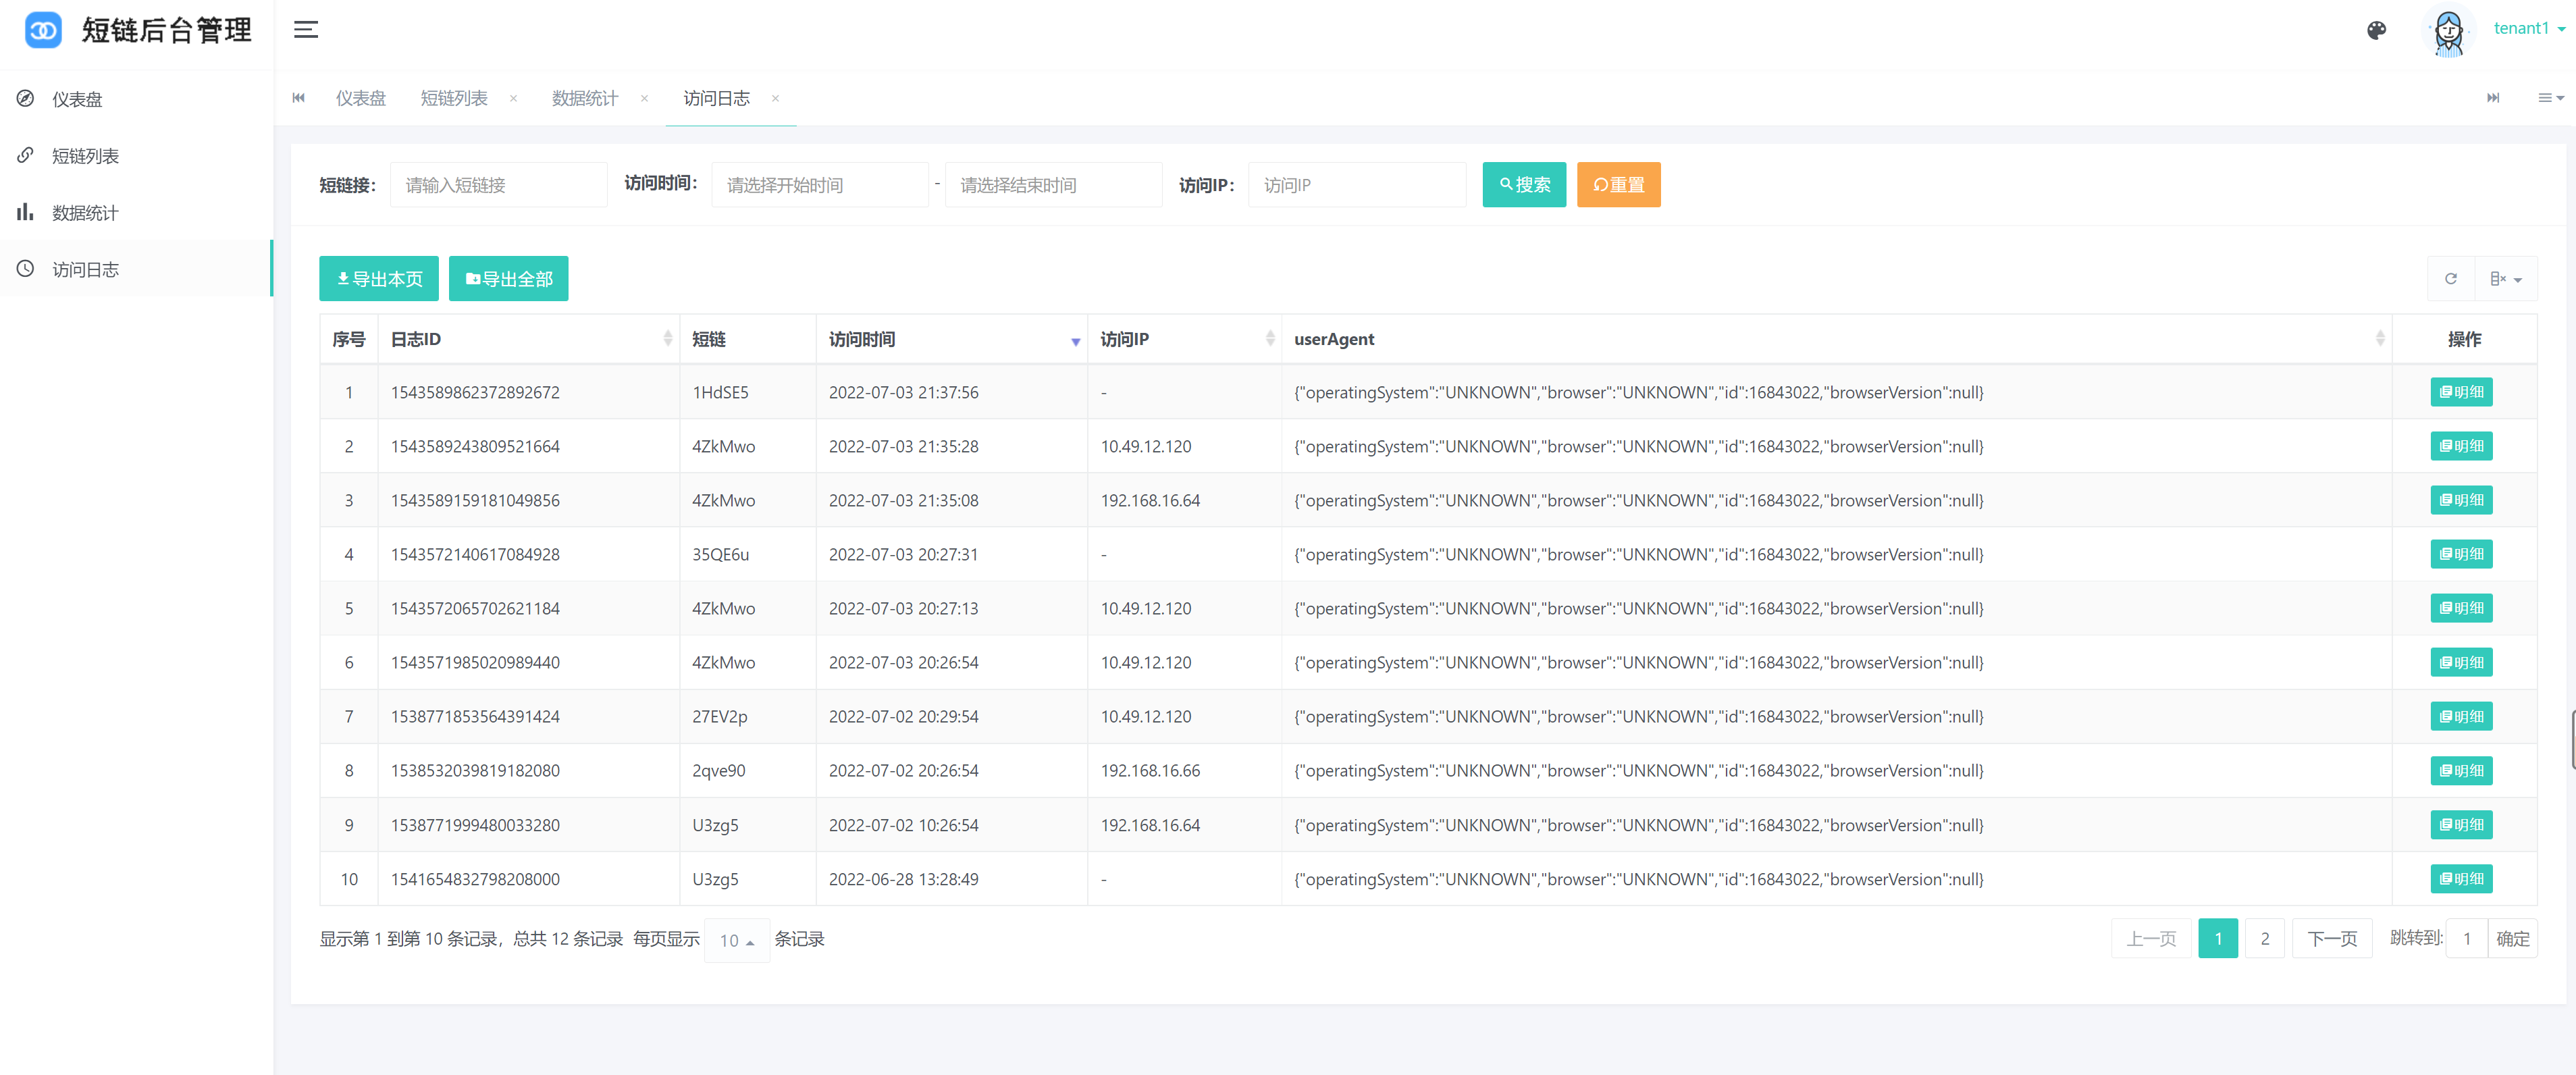 短链后台管理
tenant1
仪表盘
短链列表
数据统计
访问日志
仪表盘 短链列表 × 数据统计 × 访问日志 ×
短链接： 请输入短链接 访问时间： 请选择开始时间 - 请选择结束时间 访问IP： 访问IP 搜索 重置
导出本页 导出全部
序号 日志ID 短链 访问时间 访问IP userAgent 操作
1 1543589862372892672 1HdSE5 2022-07-03 21:37:56 - {"operatingSystem":"UNKNOWN","browser":"UNKNOWN","id":16843022,"browserVersion":null} 明细
2 1543589243809521664 4ZkMwo 2022-07-03 21:35:28 10.49.12.120 {"operatingSystem":"UNKNOWN","browser":"UNKNOWN","id":16843022,"browserVersion":null} 明细
3 1543589159181049856 4ZkMwo 2022-07-03 21:35:08 192.168.16.64 {"operatingSystem":"UNKNOWN","browser":"UNKNOWN","id":16843022,"browserVersion":null} 明细
4 1543572140617084928 35QE6u 2022-07-03 20:27:31 - {"operatingSystem":"UNKNOWN","browser":"UNKNOWN","id":16843022,"browserVersion":null} 明细
5 1543572065702621184 4ZkMwo 2022-07-03 20:27:13 10.49.12.120 {"operatingSystem":"UNKNOWN","browser":"UNKNOWN","id":16843022,"browserVersion":null} 明细
6 1543571985020989440 4ZkMwo 2022-07-03 20:26:54 10.49.12.120 {"operatingSystem":"UNKNOWN","browser":"UNKNOWN","id":16843022,"browserVersion":null} 明细
7 1538771853564391424 27EV2p 2022-07-02 20:29:54 10.49.12.120 {"operatingSystem":"UNKNOWN","browser":"UNKNOWN","id":16843022,"browserVersion":null} 明细
8 1538532039819182080 2qve90 2022-07-02 20:26:54 192.168.16.66 {"operatingSystem":"UNKNOWN","browser":"UNKNOWN","id":16843022,"browserVersion":null} 明细
9 1538771999480033280 U3zg5 2022-07-02 10:26:54 192.168.16.64 {"operatingSystem":"UNKNOWN","browser":"UNKNOWN","id":16843022,"browserVersion":null} 明细
10 1541654832798208000 U3zg5 2022-06-28 13:28:49 - {"operatingSystem":"UNKNOWN","browser":"UNKNOWN","id":16843022,"browserVersion":null} 明细
显示第 1 到第 10 条记录，总共 12 条记录 每页显示 10 条记录 上一页 1 2 下一页 跳转到: 1 确定